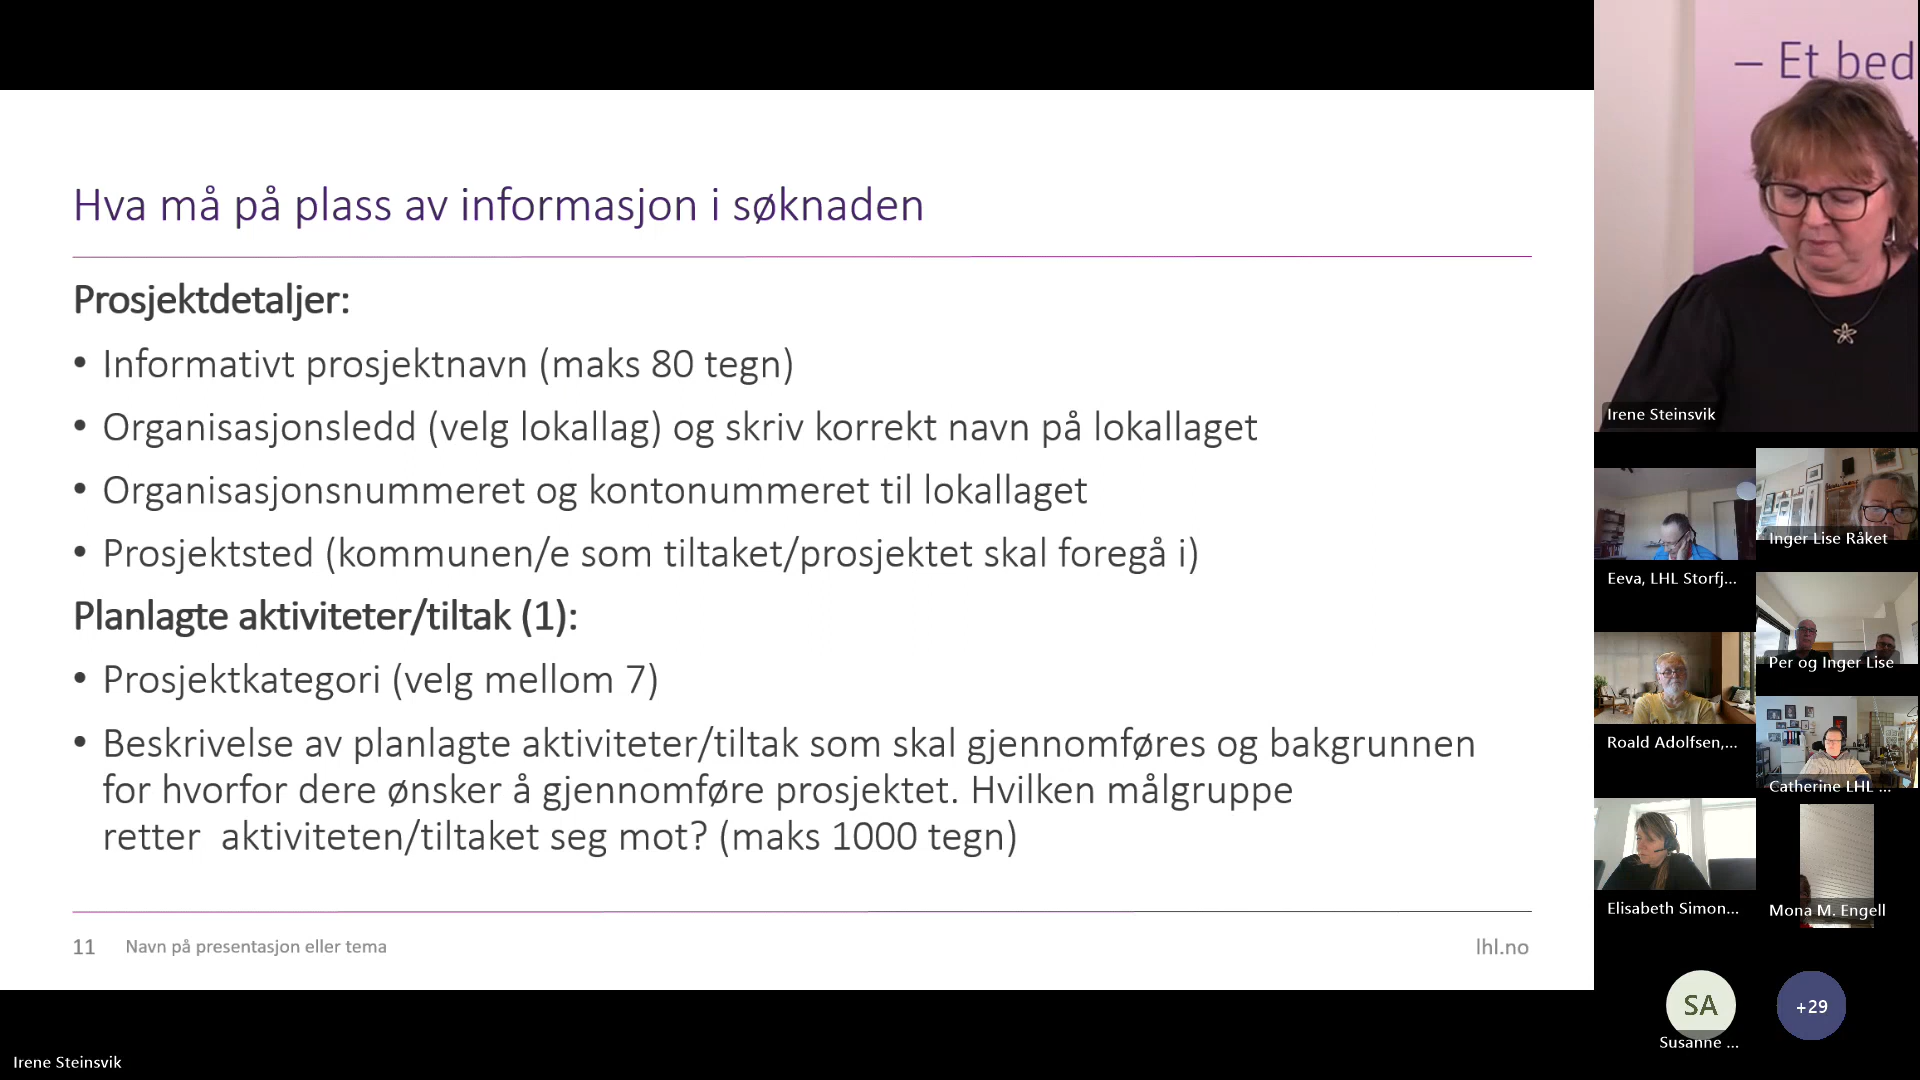 Hva må på plass av informasjon i søknaden
Prosjektdetaljer:
• Informativt prosjektnavn (maks 80 tegn)
• Organisasjonsledd (velg lokallag) og skriv korrekt navn på lokallaget
• Organisasjonsnummeret og kontonummeret til lokallaget
• Prosjektsted (kommunen/e som tiltaket/prosjektet skal foregå i)
Planlagte aktiviteter/tiltak (1):
• Prosjektkategori (velg mellom 7)
• Beskrivelse av planlagte aktiviteter/tiltak som skal gjennomføres og bakgrunnen
for hvorfor dere ønsker å gjennomføre prosjektet. Hvilken målgruppe
retter  aktiviteten/tiltaket seg mot? (maks 1000 tegn)
11 Navn på presentasjon eller tema lhl.no
Irene Steinsvik
– Et bed
Irene Steinsvik
Inger Lise Råket
Eeva, LHL Storfj...
Per og Inger Lise
Roald Adolfsen,...
Catherine LHL ...
Elisabeth Simon...
Mona M. Engell
SA
+29
Susanne ...